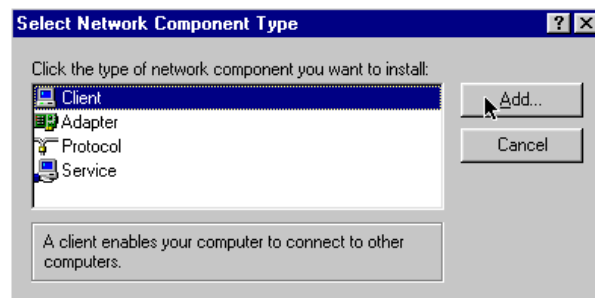 Select Network Component Type
Click the type of network component you want to install:
Client
Add...
Adapter
Protocol
Cancel
Service
A client enables your computer to connect to other
computers.